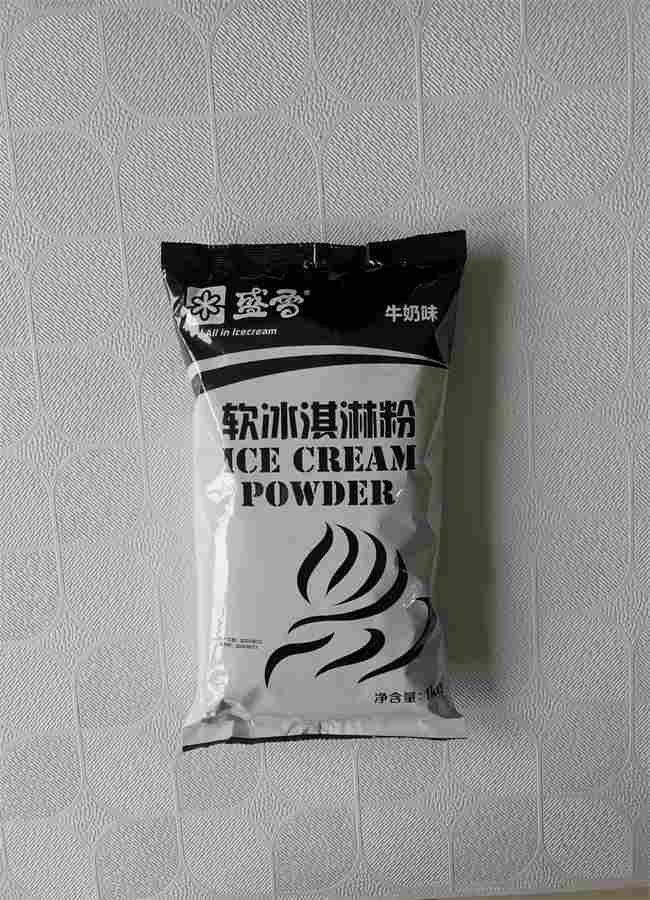 盛雪®
All in Icecream
牛奶味
软冰淇淋粉
ICE CREAM
POWDER
净含量：1kg